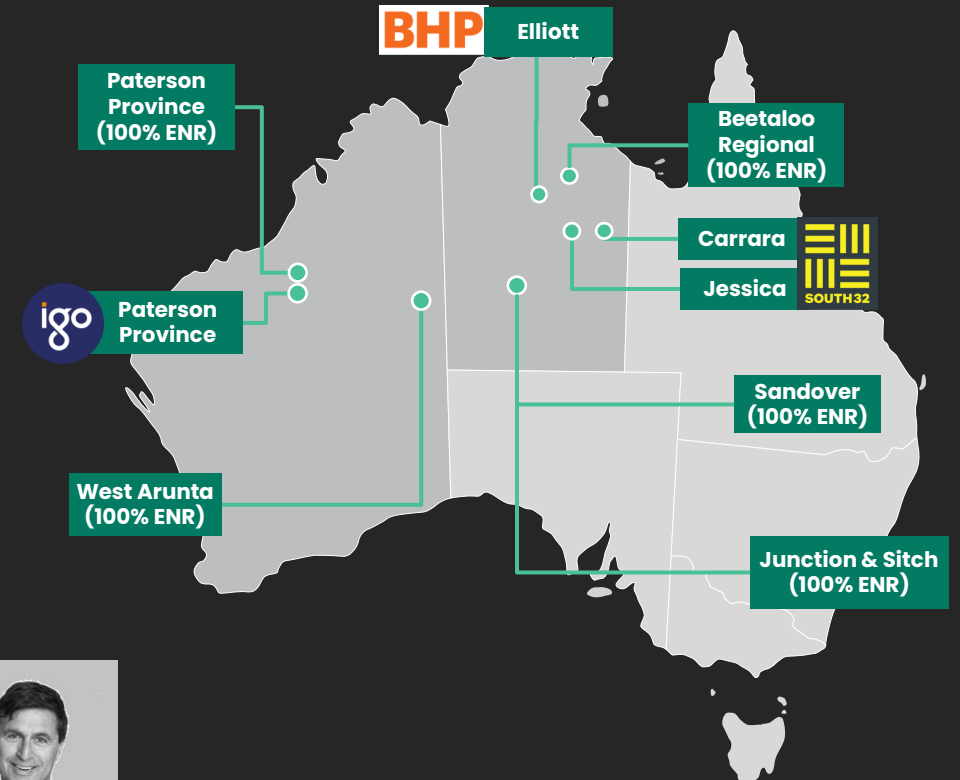 BHP
Elliott
Paterson
Province
(100% ENR)
Beetaloo
Regional
(100% ENR)
Carrara
Jessica
SOUTH32
igo
Paterson
Province
Sandover
(100% ENR)
West Arunta
(100% ENR)
Junction & Sitch
(100% ENR)